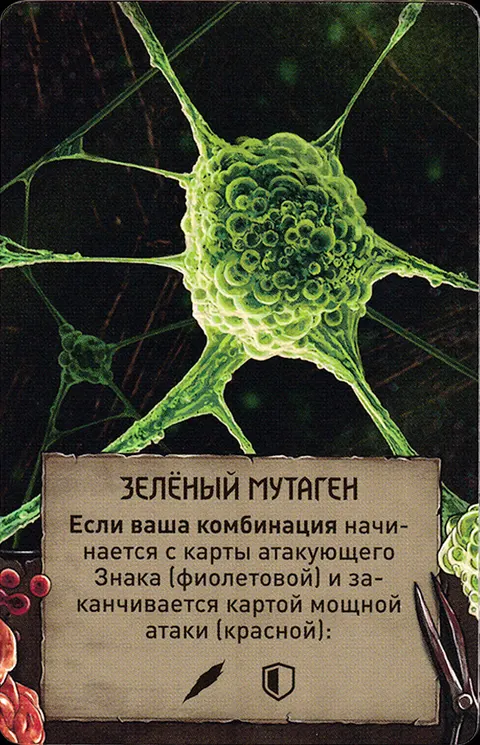 ЗЕЛЁНЫЙ МУТАГЕН
Если ваша комбинация начи-
нается с карты атакующего
Знака (фиолетовой) и за-
канчивается картой мощной
атаки (красной):